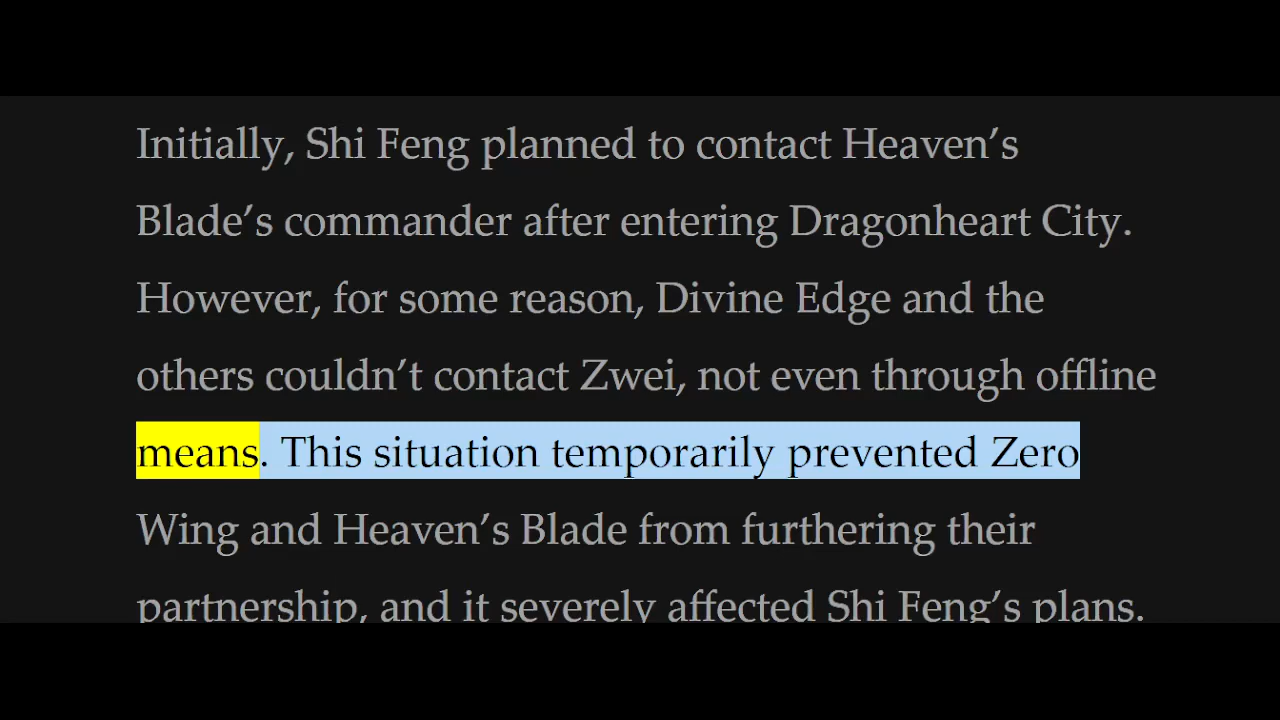 Initially, Shi Feng planned to contact Heaven’s
Blade’s commander after entering Dragonheart City.
However, for some reason, Divine Edge and the
others couldn’t contact Zwei, not even through offline
means. This situation temporarily prevented Zero
Wing and Heaven’s Blade from furthering their
partnership, and it severely affected Shi Feng’s plans.